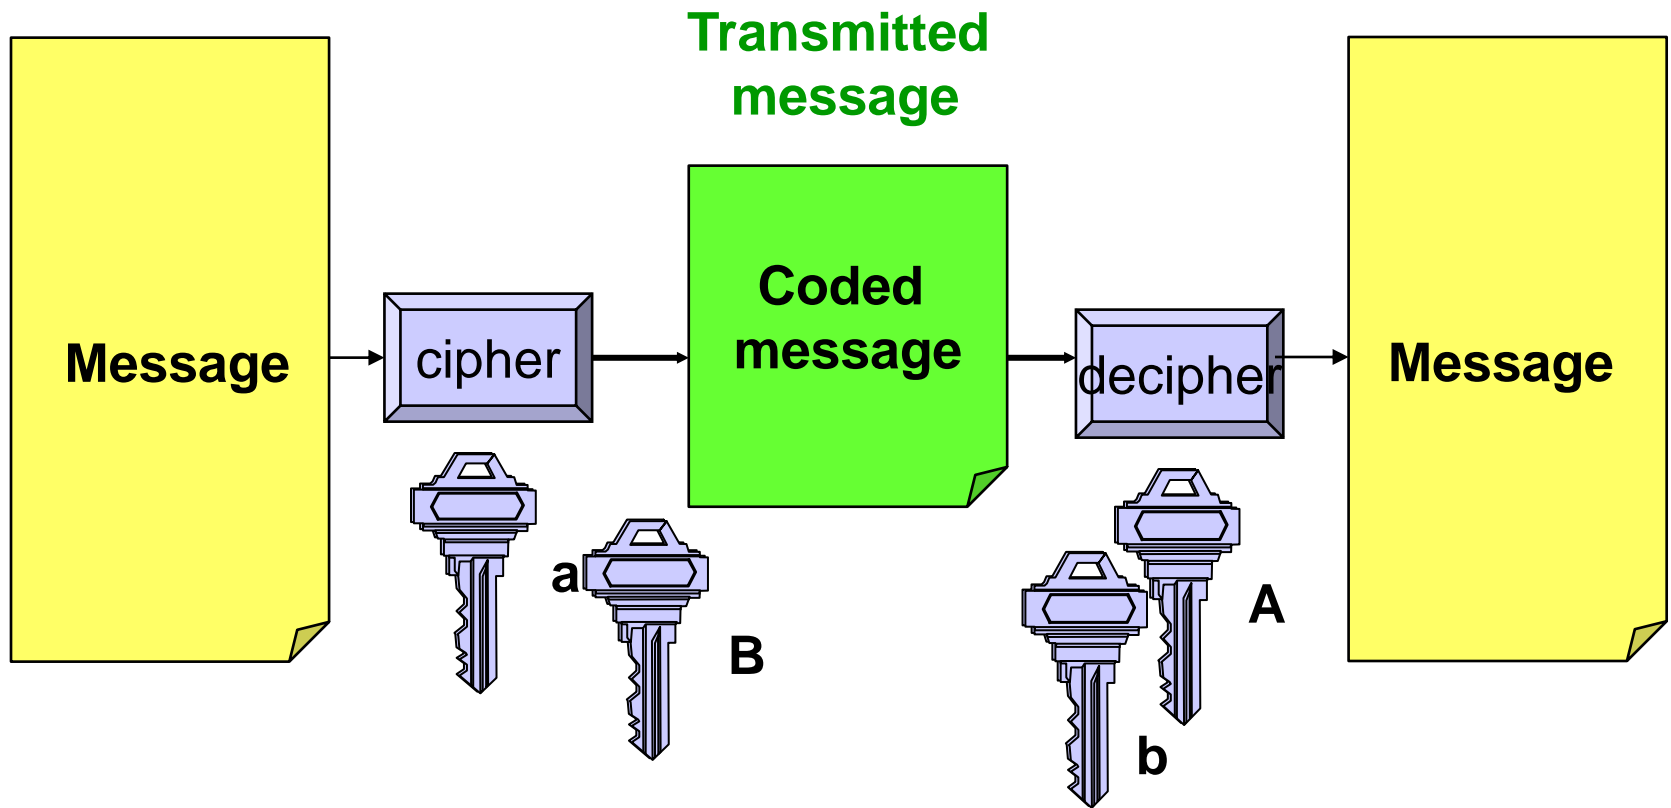 Transmitted
message
Message
cipher
Coded
message
decipher
Message
a
B
A
b